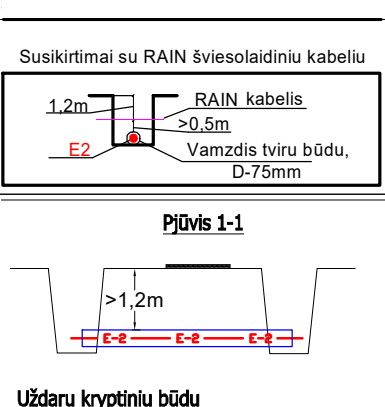 Susikirtimai su RAIN šviesolaidiniu kabeliu
1,2m
RAIN kabelis
>0,5m
E2
Vamzdis tviru būdu,
D-75mm
Pjūvis 1-1
>1,2m
E-2 E-2 E-2
Uždaru kryptiniu būdu